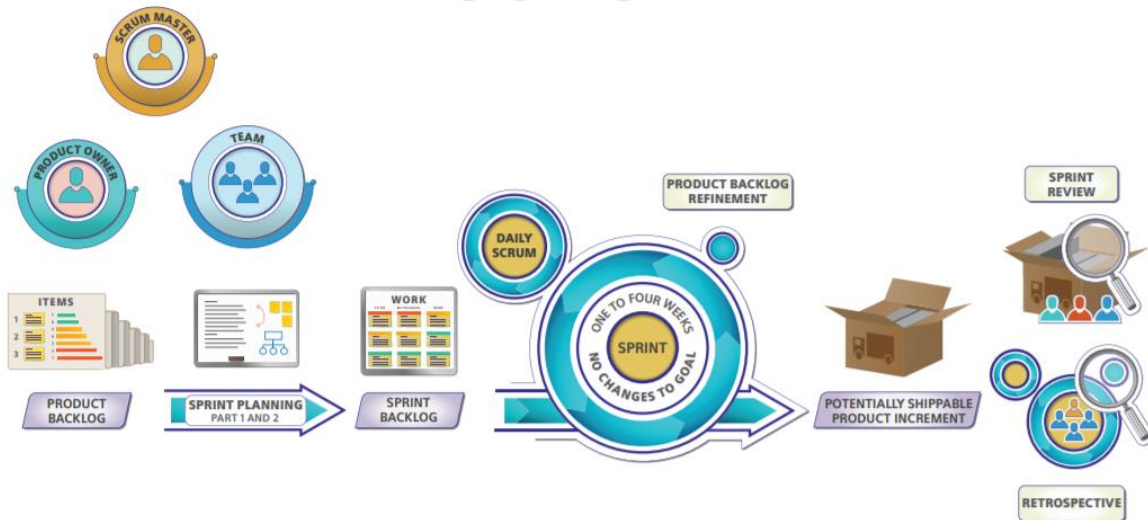 SCRUM MASTER
PRODUCT OWNER
TEAM
ITEMS
1
2
3
PRODUCT
BACKLOG
SPRINT PLANNING
PART 1 AND 2
WORK
SPRINT
BACKLOG
DAILY
SCRUM
PRODUCT BACKLOG
REFINEMENT
ONE TO FOUR WEEKS
SPRINT
NO CHANGES TO GOAL
POTENTIALLY SHIPPABLE
PRODUCT INCREMENT
SPRINT
REVIEW
RETROSPECTIVE